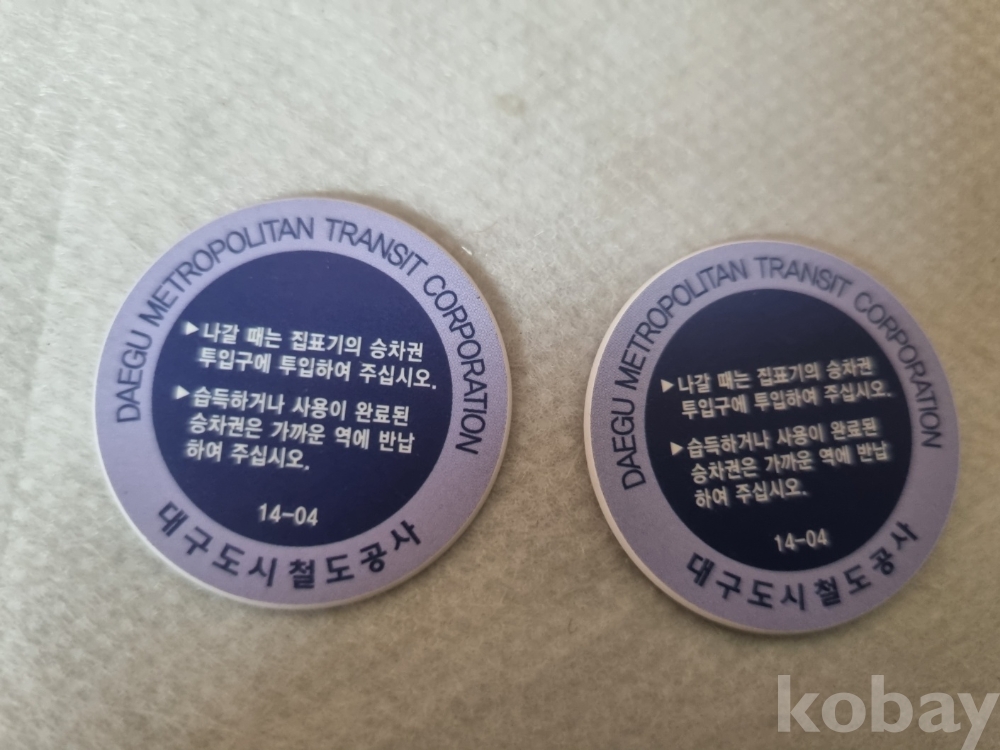 DAEGU METROPOLITAN TRANSIT CORPORATION
▶나갈 때는 집표기의 승차권
투입구에 투입하여 주십시오.
▶습득하거나 사용이 완료된
승차권은 가까운 역에 반납
하여 주십시오.
14-04
대구도시철도공사
DAEGU METROPOLITAN TRANSIT CORPORATION
▶나갈 때는 집표기의 승차권
투입구에 투입하여 주십시오.
▶습득하거나 사용이 완료된
승차권은 가까운 역에 반납
하여 주십시오.
14-04
대구도시철도공사
kobay